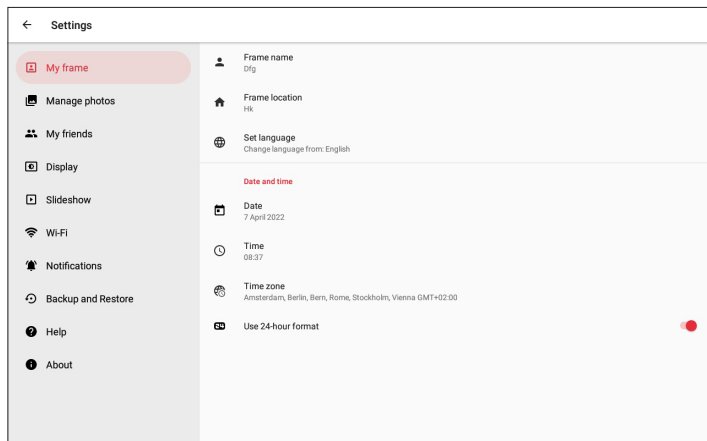 Settings
My frame
Manage photos
My friends
Display
Slideshow
Wi-Fi
Notifications
Backup and Restore
Help
About
Frame name
Dfg
Frame location
Hk
Set language
Change language from: English
Date and time
Date
7 April 2022
Time
08:37
Time zone
Amsterdam, Berlin, Bern, Rome, Stockholm, Vienna GMT+02:00
24
Use 24-hour format